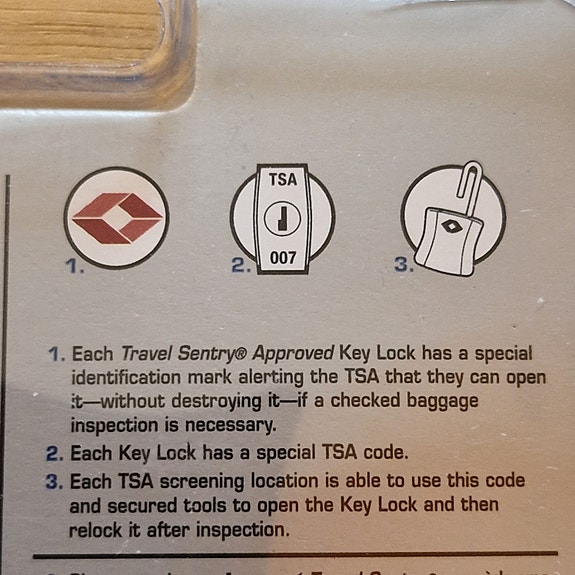 TSA
007
1.
2.
3.
1. Each Travel Sentry® Approved Key Lock has a special
identification mark alerting the TSA that they can open
it—without destroying it—if a checked baggage
inspection is necessary.
2. Each Key Lock has a special TSA code.
3. Each TSA screening location is able to use this code
and secured tools to open the Key Lock and then
relock it after inspection.